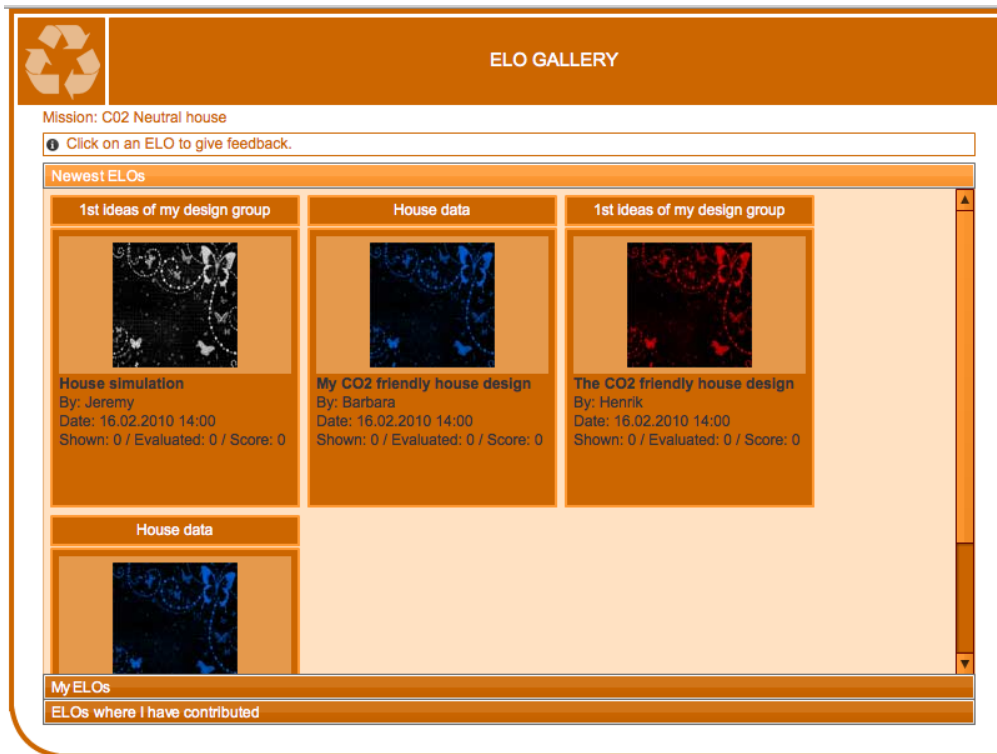 ELO GALLERY
Mission: C02 Neutral house
Click on an ELO to give feedback.
Newest ELOs
1st ideas of my design group
House simulation
By: Jeremy
Date: 16.02.2010 14:00
Shown: 0 / Evaluated: 0 / Score: 0
House data
My CO2 friendly house design
By: Barbara
Date: 16.02.2010 14:00
Shown: 0 / Evaluated: 0 / Score: 0
1st ideas of my design group
The CO2 friendly house design
By: Henrik
Date: 16.02.2010 14:00
Shown: 0 / Evaluated: 0 / Score: 0
House data
My ELOs
ELOs where I have contributed